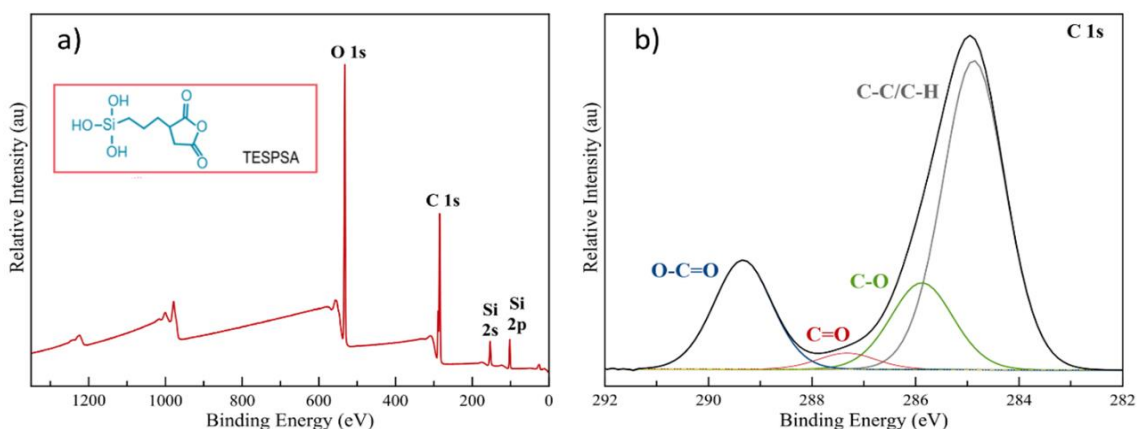 a)
O 1s
OH
OH
HO
Si
OH
O
O
O
TESPSA
C 1s
Si
2s
Si
2p
Relative Intensity (au)
1200
1000
800
600
400
200
0
Binding Energy (eV)
b)
C 1s
C-C/C-H
O-C=O
C-O
C=O
Relative Intensity (au)
292
290
288
286
284
282
Binding Energy (eV)